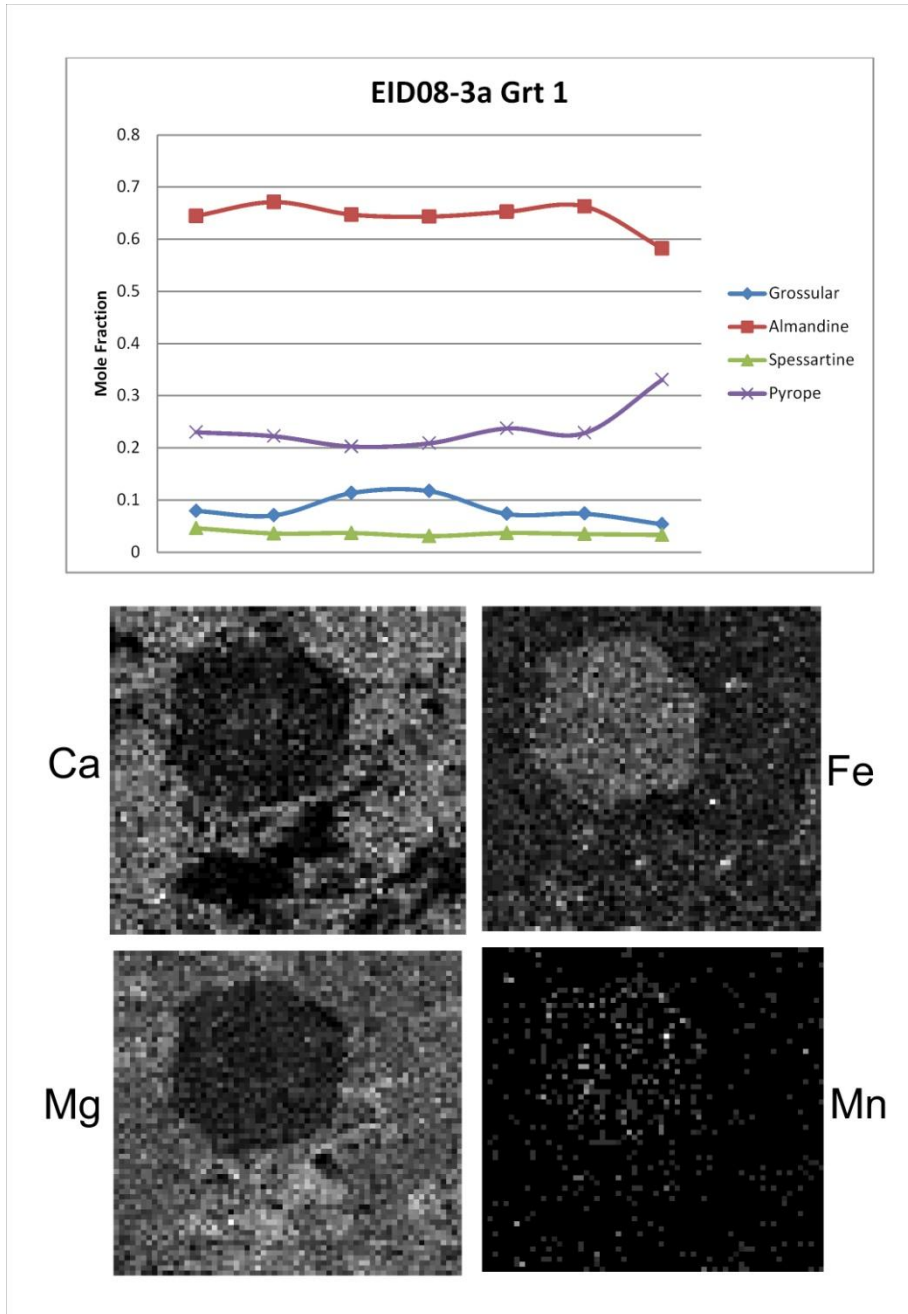 EID08-3a Grt 1
0.8
0.7
0.6
0.5
0.4
0.3
0.2
0.1
0
Mole Fraction
Grossular
Almandine
Spessartine
Pyrope
Ca
Fe
Mg
Mn